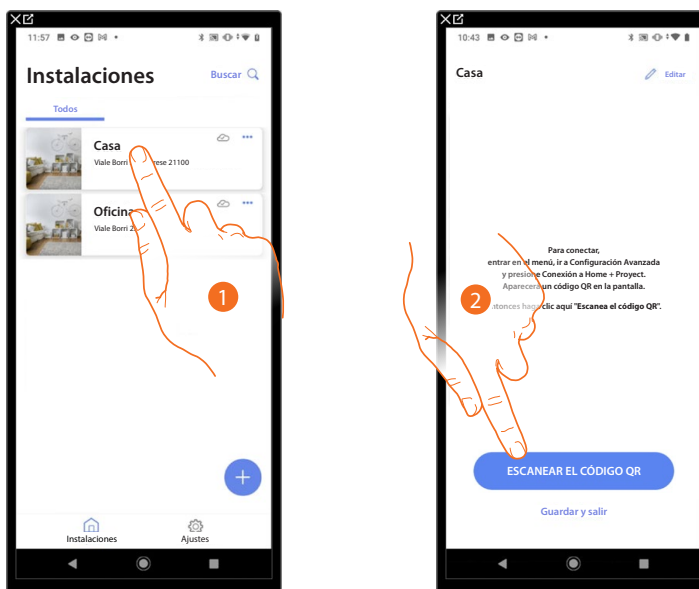 11:57
Instalaciones
Buscar
Todos
Casa
Viale Borri 21100
Oficina
Viale Borri
1
Instalaciones
Ajustes
10:43
Casa
Editar
Para conectar,
entrar en el menú, ir a Configuración Avanzada
y presione Conexión a Home + Proyect.
Aparecerá un código QR en la pantalla.
Entonces haga clic aquí "Escanea el código QR".
2
ESCANEAR EL CÓDIGO QR
Guardar y salir